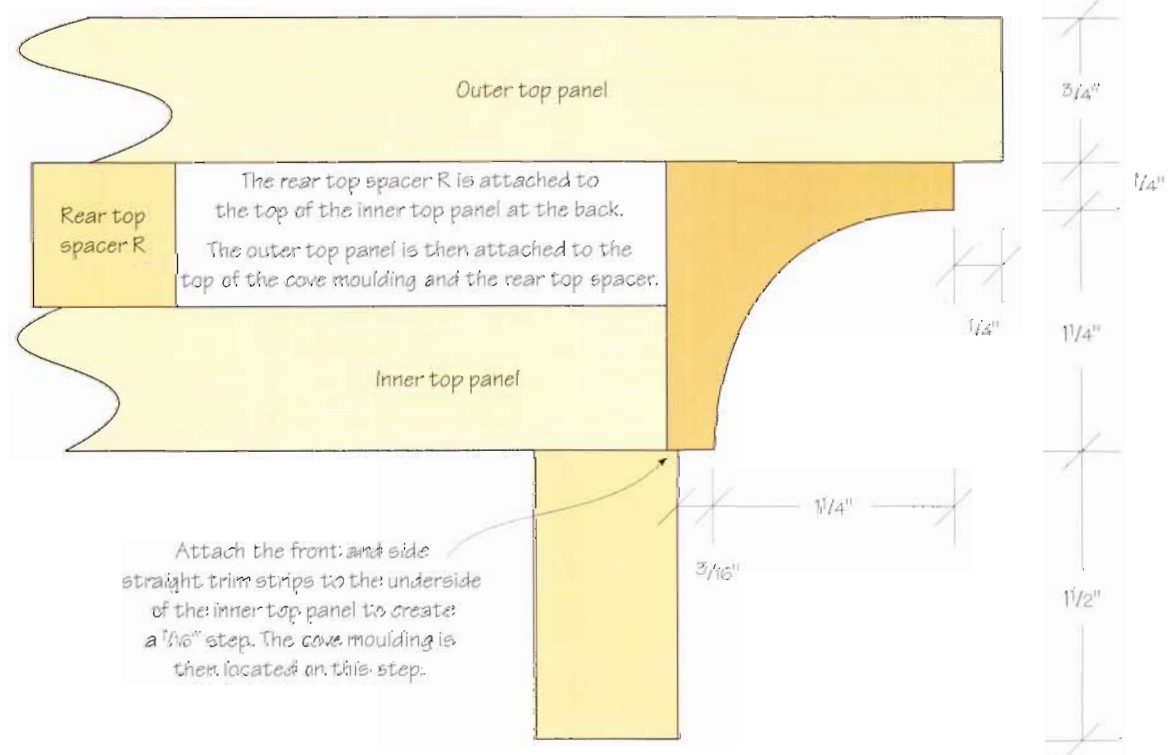 Outer top panel
3/4"
1/4"
Rear top
spacer R
The rear top spacer R is attached to
the top of the inner top panel at the back.
The outer top panel is then attached to the
top of the cove moulding and the rear top spacer.
1/4"
1 1/4"
Inner top panel
1 1/4"
3/16"
Attach the front and side
straight trim strips to the underside
of the inner top panel to create
a 1/16" step. The cove moulding is
then located on this step.
1 1/2"